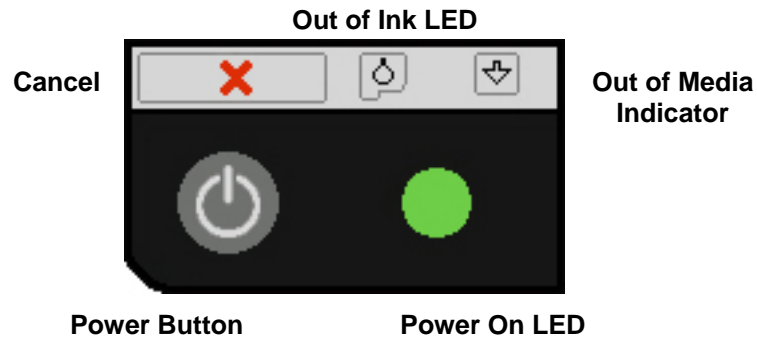 Out of Ink LED
Cancel
Out of Media
Indicator
Power Button
Power On LED